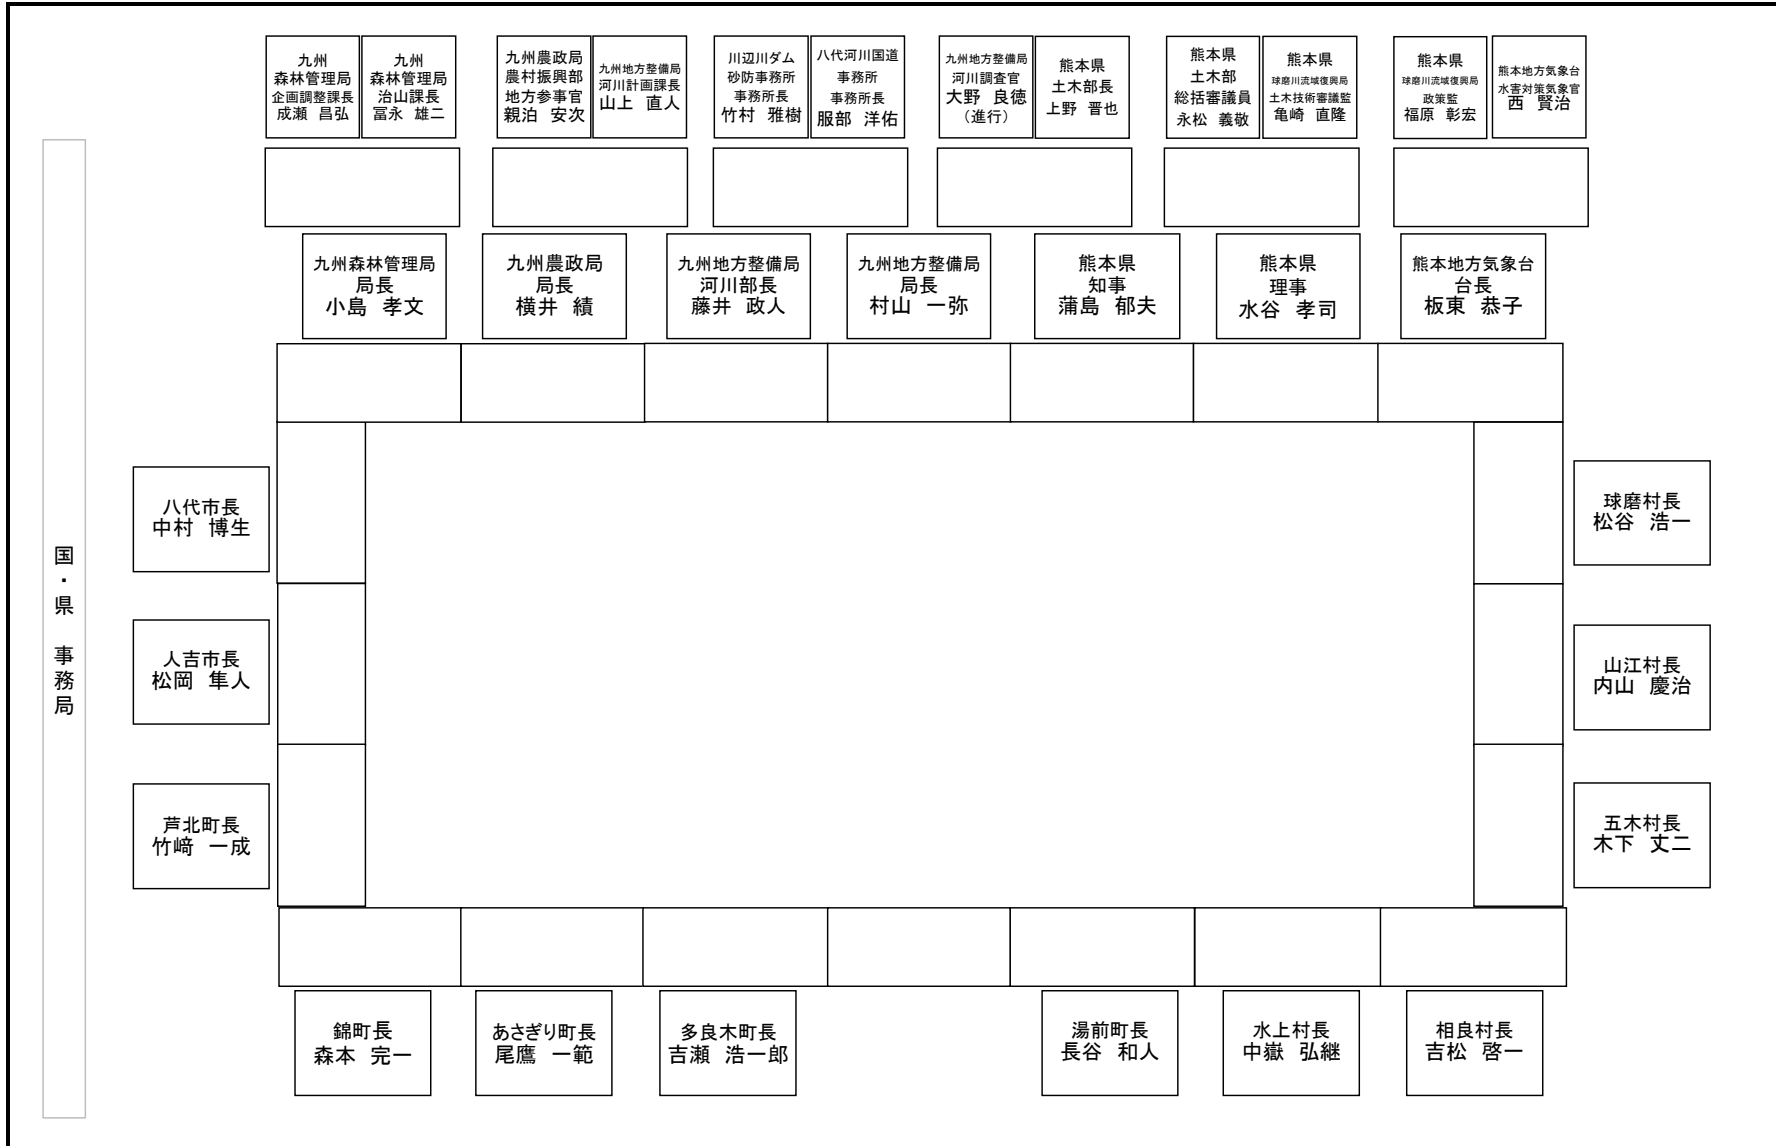 九州
森林管理局
企画調整課長
成瀬 昌弘
九州
森林管理局
治山課長
冨永 雄二
九州農政局
農村振興部
地方参事官
親泊 安次
九州地方整備局
河川計画課長
山上 直人
川辺川ダム
砂防事務所
事務所長
竹村 雅樹
八代河川国道
事務所
事務所長
服部 洋佑
九州地方整備局
河川調査官
大野 良徳
（進行）
熊本県
土木部長
上野 晋也
熊本県
土木部
総括審議員
永松 義敬
熊本県
球磨川流域復興局
土木技術審議監
亀崎 直隆
熊本県
球磨川流域復興局
政策監
福原 彰宏
熊本地方気象台
水害対策気象官
西 賢治
九州森林管理局
局長
小島 孝文
九州農政局
局長
横井 績
九州地方整備局
河川部長
藤井 政人
九州地方整備局
局長
村山 一弥
熊本県
知事
蒲島 郁夫
熊本県
理事
水谷 孝司
熊本地方気象台
台長
板東 恭子
国・県 事務局
八代市長
中村 博生
人吉市長
松岡 隼人
芦北町長
竹﨑 一成
球磨村長
松谷 浩一
山江村長
内山 慶治
五木村長
木下 丈二
錦町長
森本 完一
あさぎり町長
尾鷹 一範
多良木町長
吉瀬 浩一郎
湯前町長
長谷 和人
水上村長
中嶽 弘継
相良村長
吉松 啓一